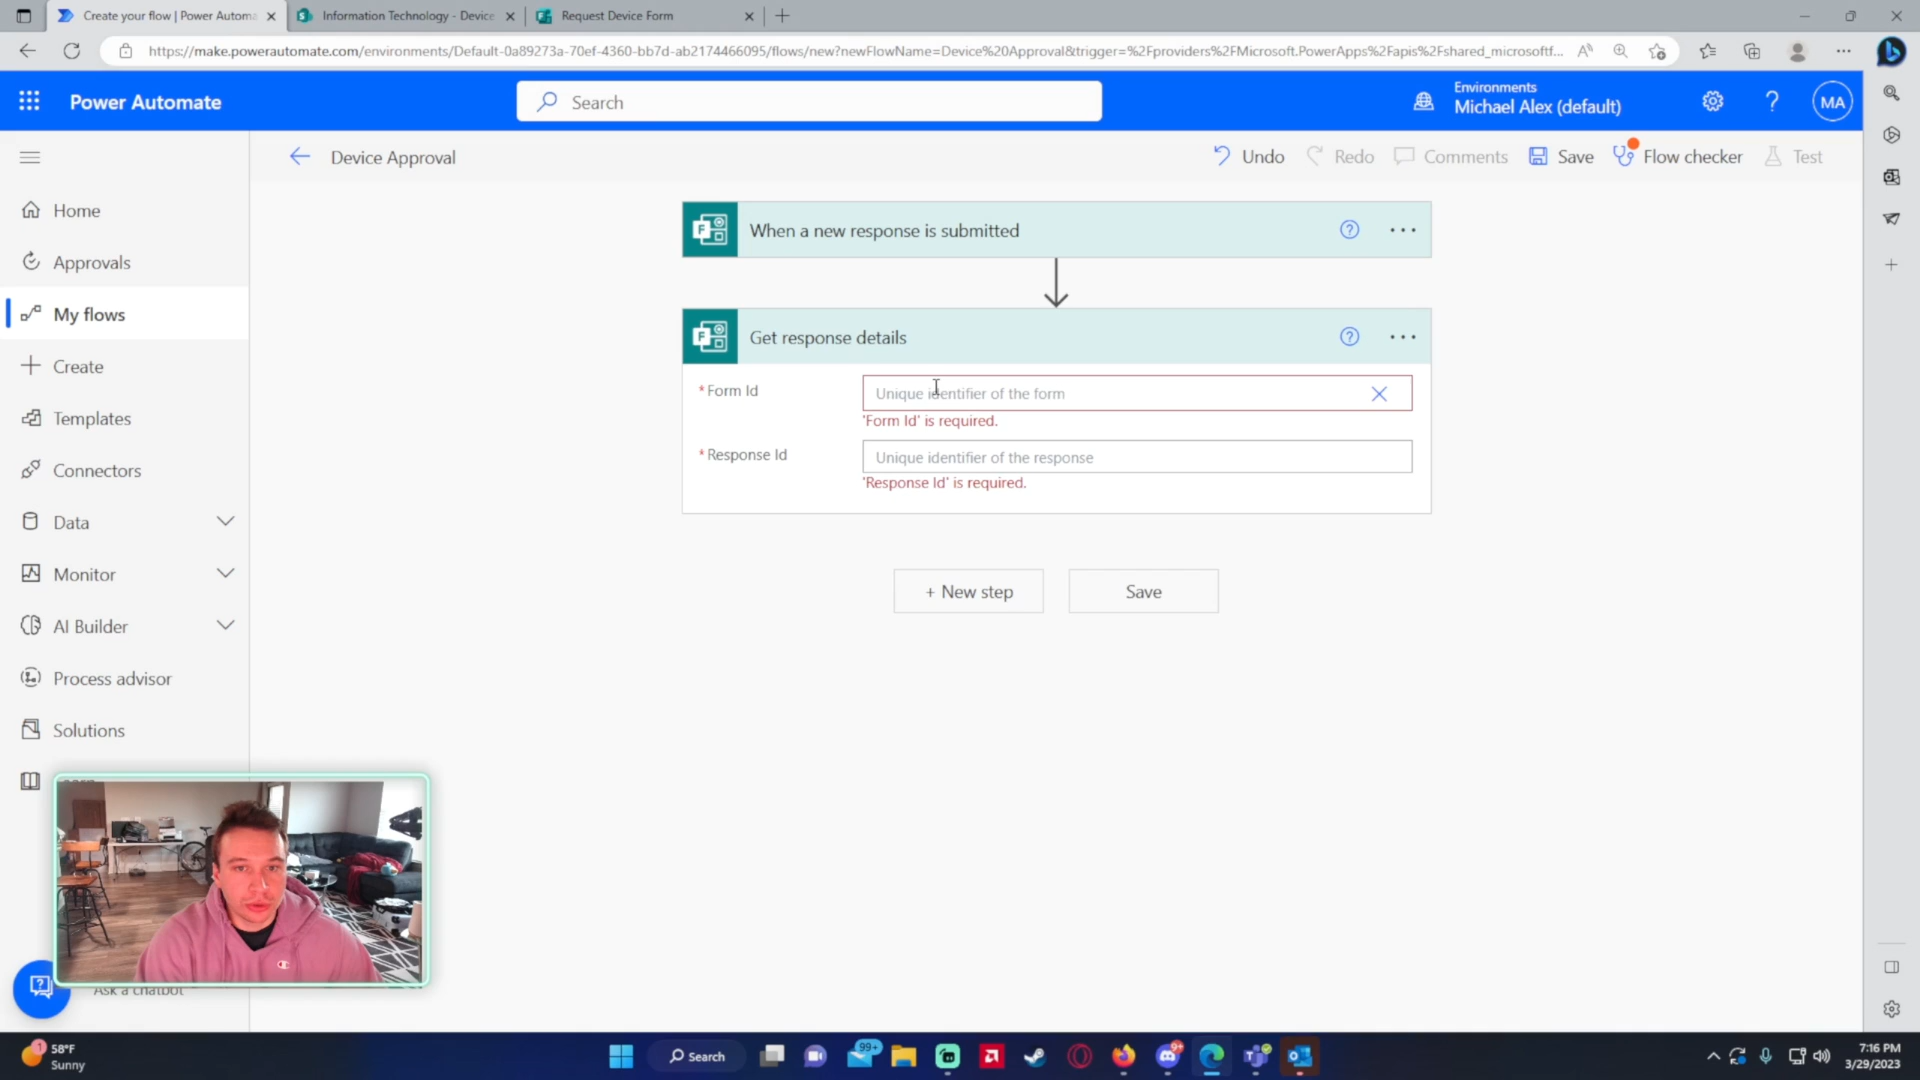 Create your flow | Power Automa
Information Technology - Device
Request Device Form
https://make.powerautomate.com/environments/Default-0a89273a-70ef-4360-bb7d-ab2174466095/flows/new?newFlowName=Device%20Approval&trigger=%2Fproviders%2FMicrosoft.PowerApps%2Fapis%2Fshared_microsoftf...
Power Automate
Search
Environments
Michael Alex (default)
?
MA
Device Approval
Undo
Redo
Comments
Save
Flow checker
Test
Home
Approvals
My flows
Create
Templates
Connectors
Data
Monitor
AI Builder
Process advisor
Solutions
Ask a chatbot
When a new response is submitted
Get response details
*Form Id
Unique identifier of the form
'Form Id' is required.
*Response Id
Unique identifier of the response
'Response Id' is required.
+ New step
Save
1
58°F
Sunny
Search
99+
9+
7:16 PM
3/29/2023